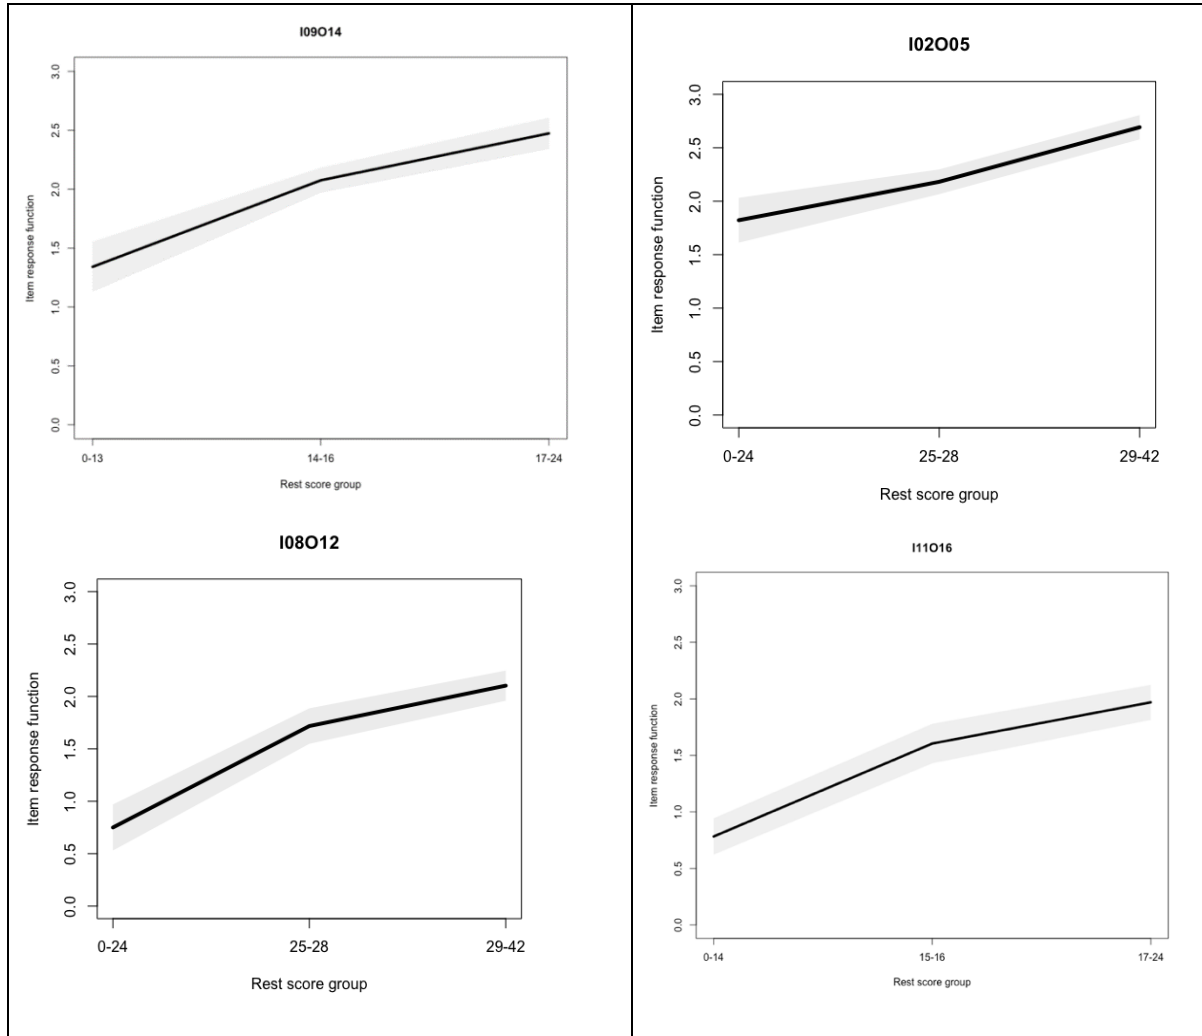 I09O14
3.0
2.5
2.0
1.5
1.0
0.5
0.0
Item response function
0-13 14-16 17-24
Rest score group
I08O12
3.0
2.5
2.0
1.5
1.0
0.5
0.0
Item response function
0-24 25-28 29-42
Rest score group
I02O05
3.0
2.5
2.0
1.5
1.0
0.5
0.0
Item response function
0-24 25-28 29-42
Rest score group
I11O16
3.0
2.5
2.0
1.5
1.0
0.5
0.0
Item response function
0-14 15-16 17-24
Rest score group